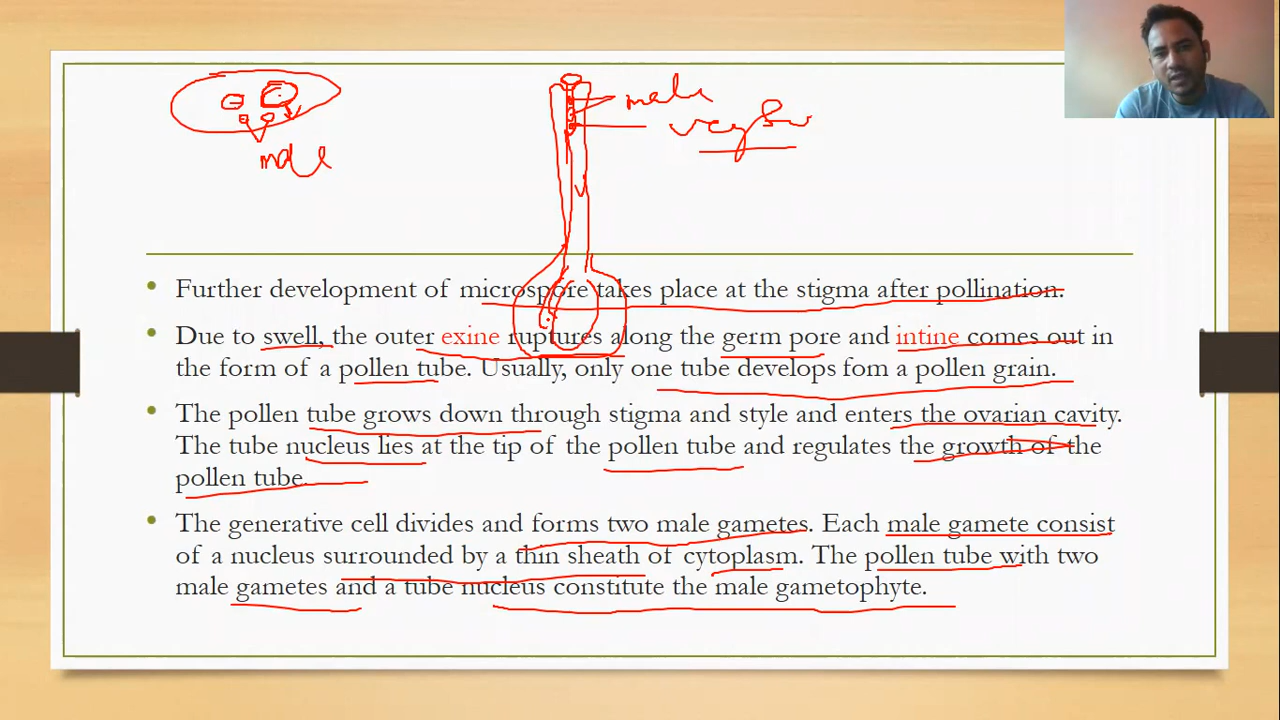 male
male
Further development of microspore takes place at the stigma after pollination.
Due to swell, the outer exine ruptures along the germ pore and intine comes out in
the form of a pollen tube. Usually, only one tube develops fom a pollen grain.
The pollen tube grows down through stigma and style and enters the ovarian cavity.
The tube nucleus lies at the tip of the pollen tube and regulates the growth of the
pollen tube.
The generative cell divides and forms two male gametes. Each male gamete consist
of a nucleus surrounded by a thin sheath of cytoplasm. The pollen tube with two
male gametes and a tube nucleus constitute the male gametophyte.